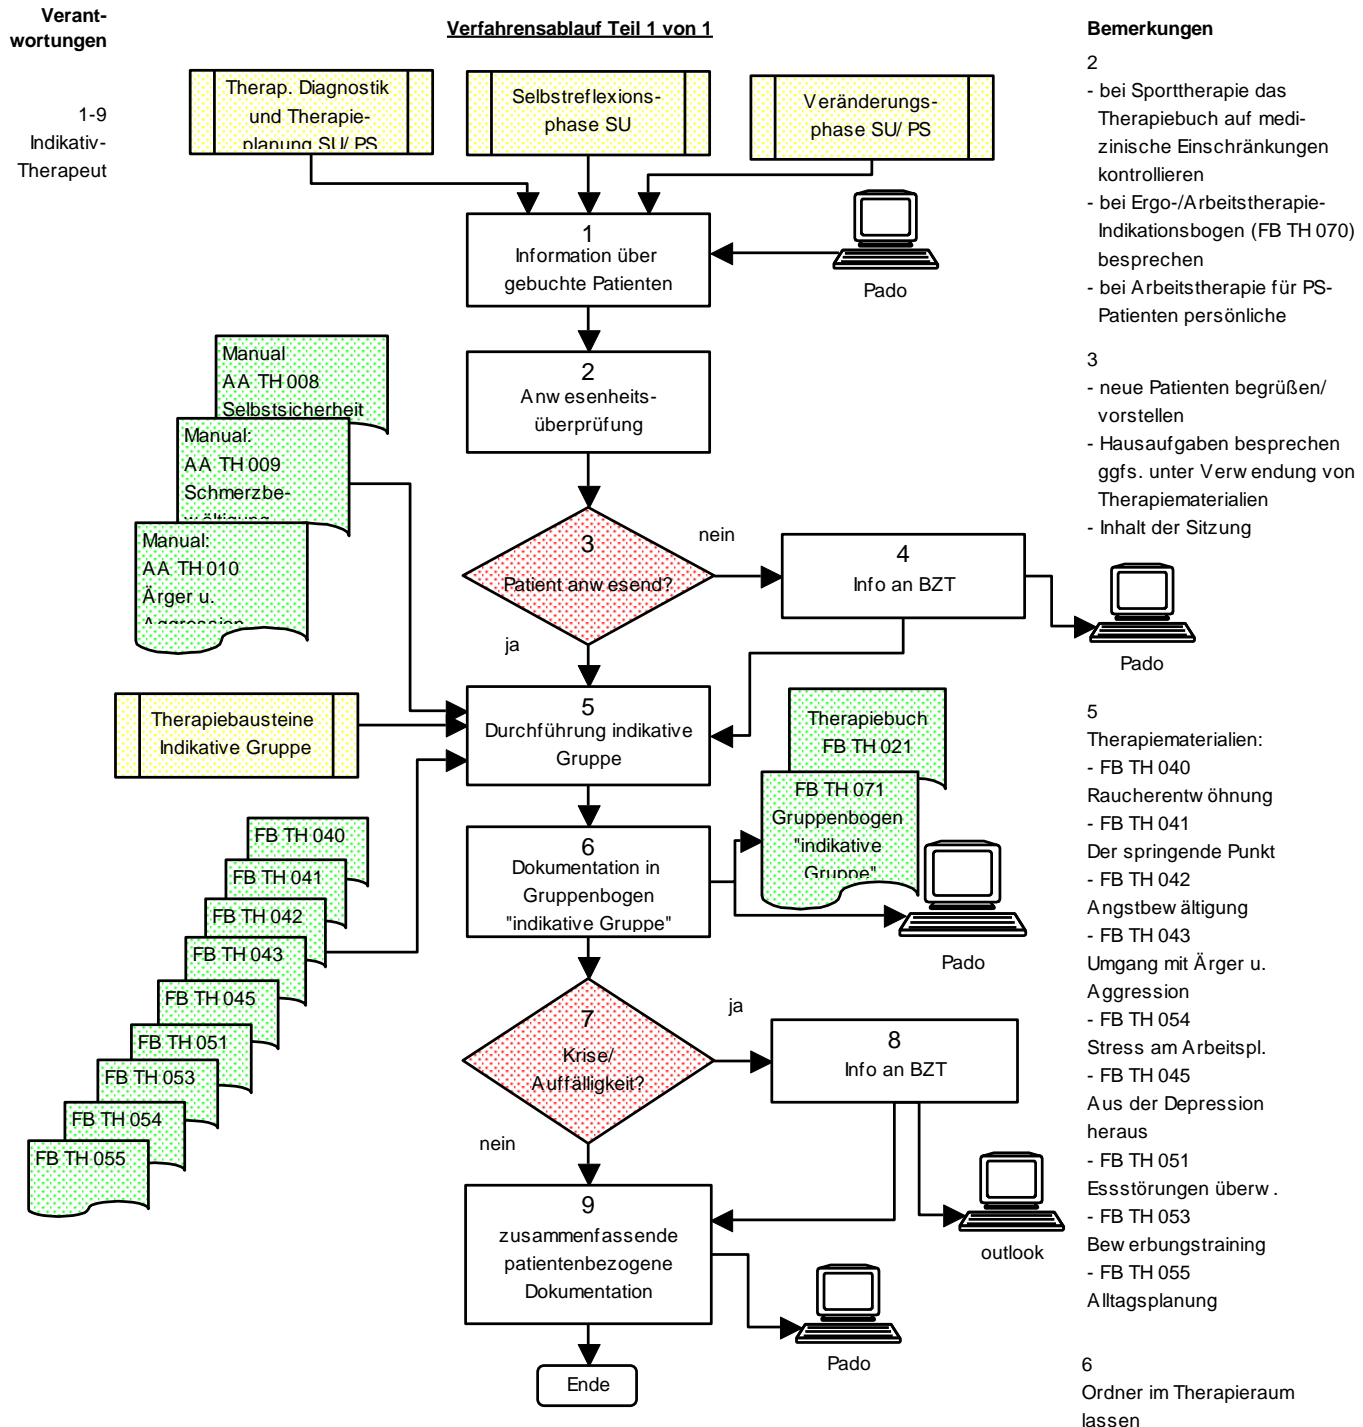 Verant-
wortungen
Verfahrensablauf Teil 1 von 1
Bemerkungen
1-9
Indikativ-
Therapeut
Therap. Diagnostik
und Therapie-
planung SU/ PS
Selbstreflexions-
phase SU
Veränderungs-
phase SU/ PS
1
Information über
gebuchte Patienten
Pado
2
Anwesenheits-
überprüfung
Manual
AA TH 008
Selbstsicherheit
Manual:
AA TH 009
Schmerzbe-
wältigung
Manual:
AA TH 010
Ärger u.
Aggression
3
Patient anwesend?
nein
ja
4
Info an BZT
Pado
Therapiebausteine
Indikative Gruppe
5
Durchführung indikative
Gruppe
Therapiebuch
FB TH 021
FB TH 071
Gruppenbogen
"indikative
Gruppe"
Pado
6
Dokumentation in
Gruppenbogen
"indikative Gruppe"
FB TH 040
FB TH 041
FB TH 042
FB TH 043
FB TH 045
FB TH 051
FB TH 053
FB TH 054
FB TH 055
7
Krise/
Auffälligkeit?
ja
nein
8
Info an BZT
outlook
9
zusammenfassende
patientenbezogene
Dokumentation
Pado
Ende
2
- bei Sporttherapie das
Therapiebuch auf medi-
zinische Einschränkungen
kontrollieren
- bei Ergo-/Arbeitstherapie-
Indikationsbogen (FB TH 070)
besprechen
- bei Arbeitstherapie für PS-
Patienten persönliche
3
- neue Patienten begrüßen/
vorstellen
- Hausaufgaben besprechen
ggfs. unter Verwendung von
Therapiematerialien
- Inhalt der Sitzung
5
Therapiematerialien:
- FB TH 040
Raucherentwöhnung
- FB TH 041
Der springende Punkt
- FB TH 042
Angstbewältigung
- FB TH 043
Umgang mit Ärger u.
Aggression
- FB TH 054
Stress am Arbeitspl.
- FB TH 045
Aus der Depression
heraus
- FB TH 051
Essstörungen überw.
- FB TH 053
Bewerbungstraining
- FB TH 055
Alltagsplanung
6
Ordner im Therapieraum
lassen